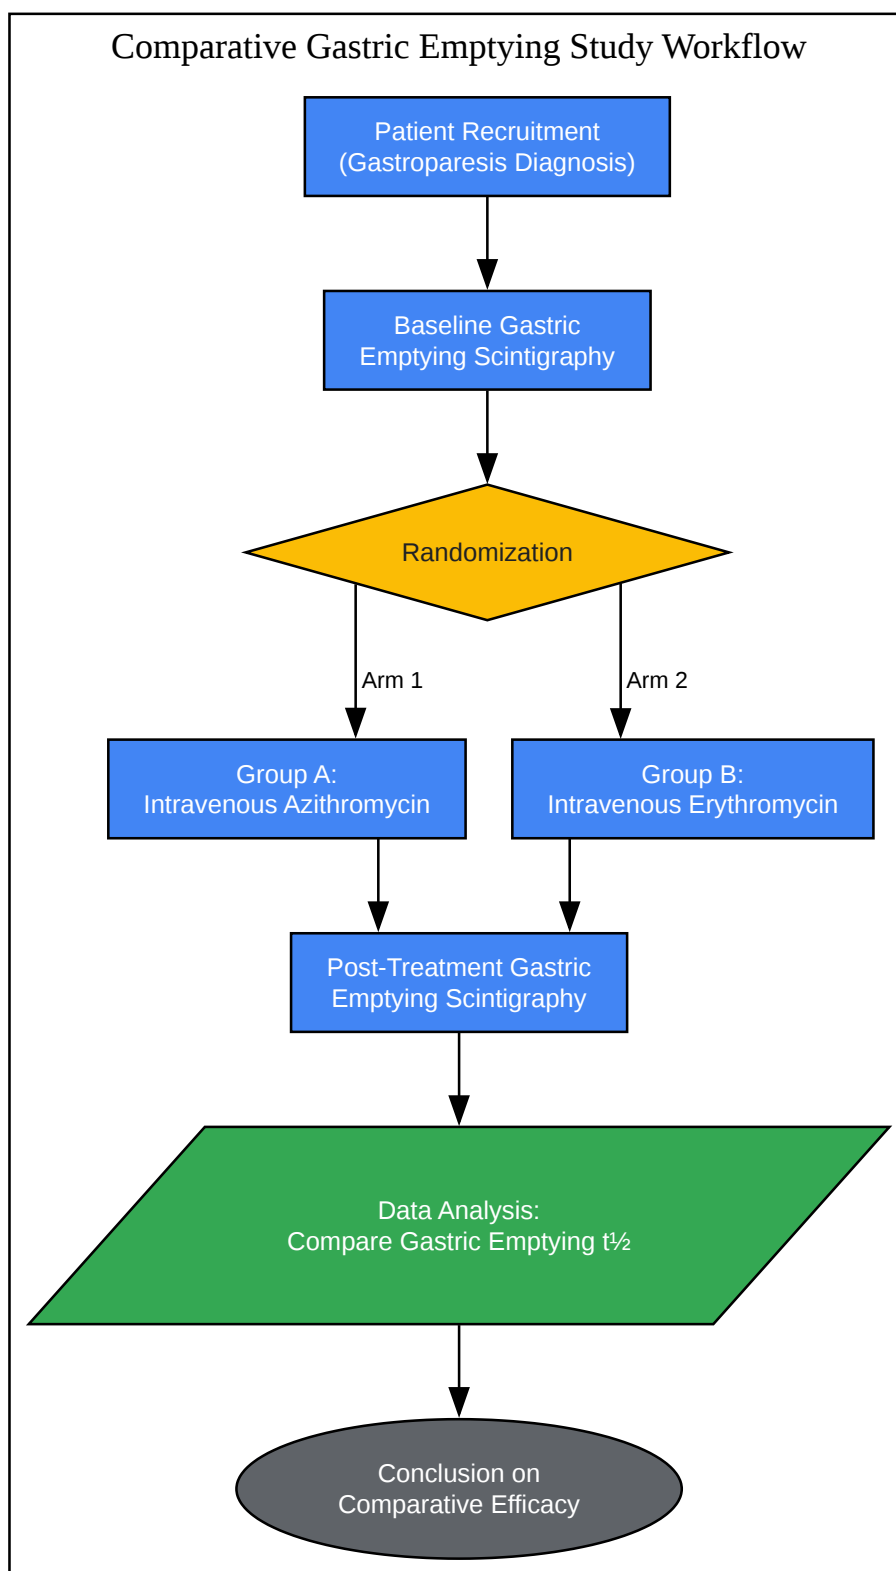 Comparative Gastric Emptying Study Workflow
Patient Recruitment
(Gastroparesis Diagnosis)
Baseline Gastric
Emptying Scintigraphy
Randomization
Arm 1
Arm 2
Group A:
Intravenous Azithromycin
Group B:
Intravenous Erythromycin
Post-Treatment Gastric
Emptying Scintigraphy
Data Analysis:
Compare Gastric Emptying t½
Conclusion on
Comparative Efficacy